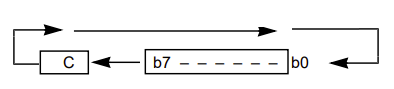 C b7 – – – – – – b0